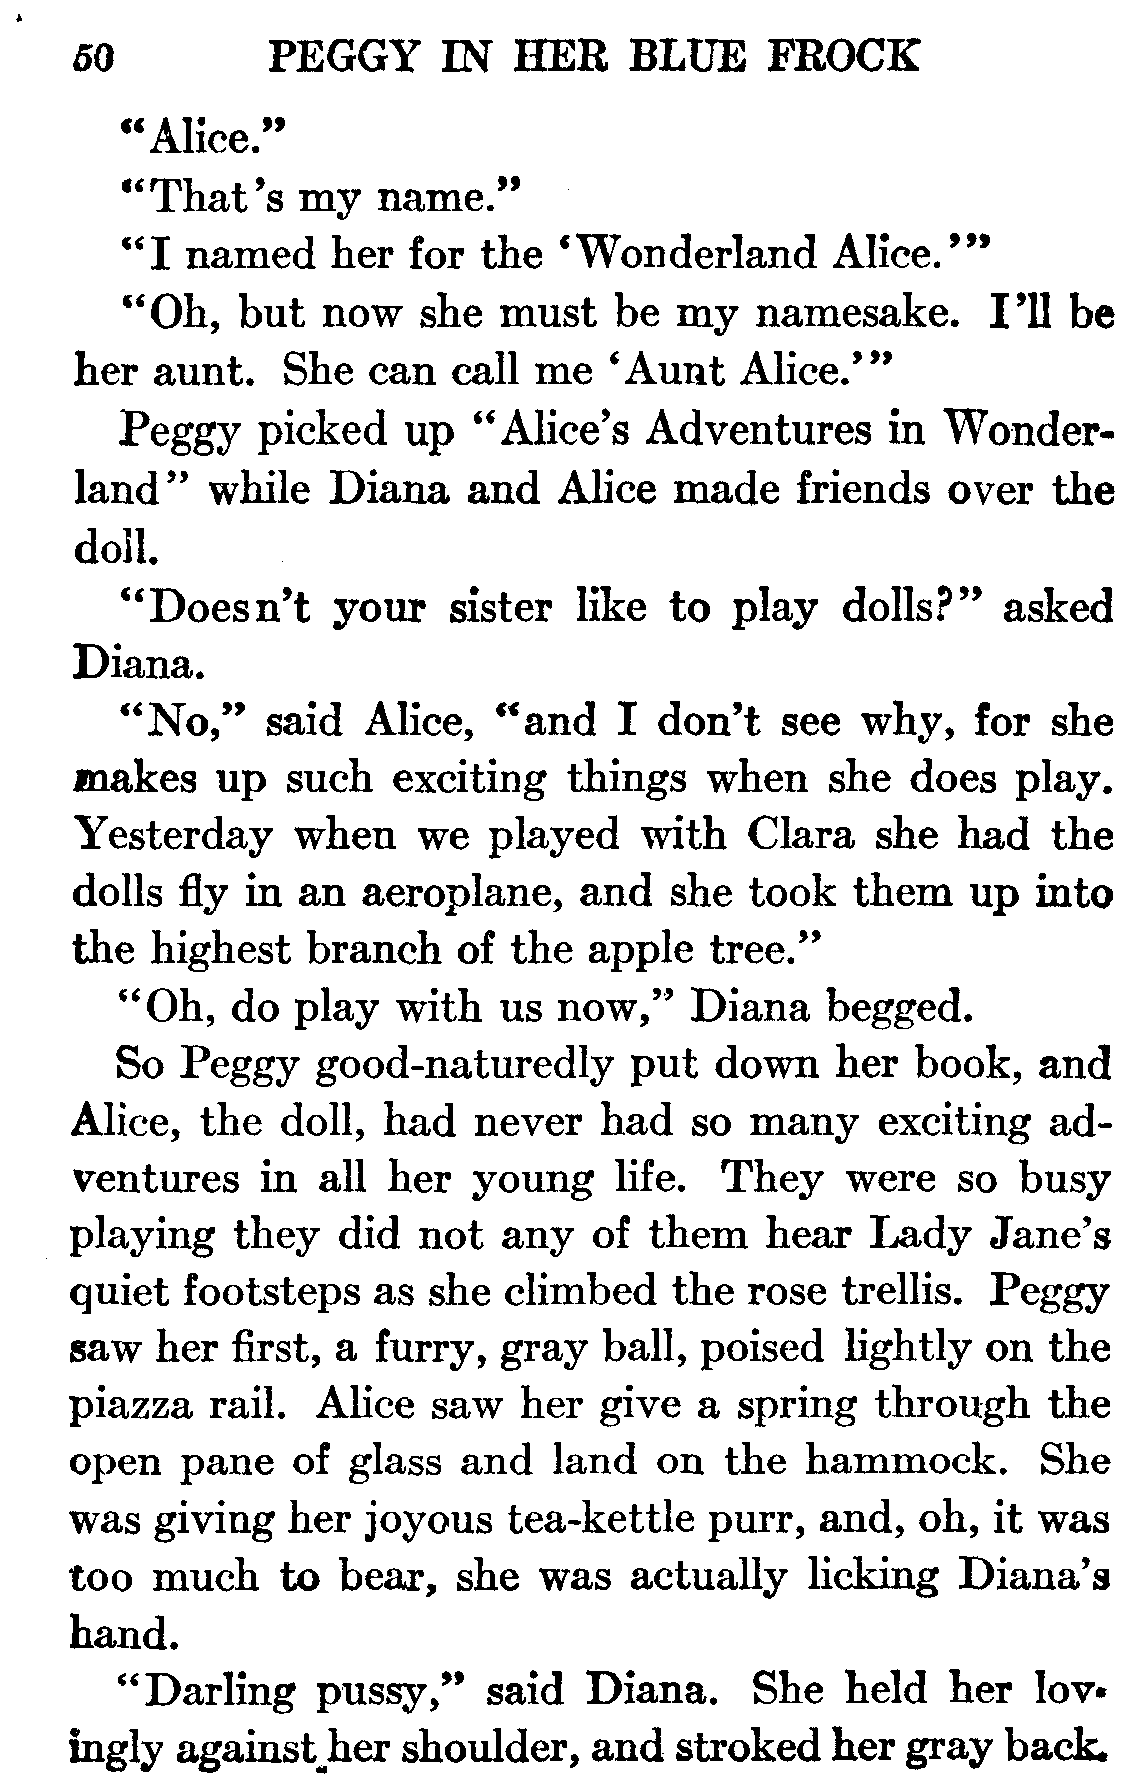 50 PEGGY IN HER BLUE FROCK
“Alice.”
“That’s my name.”
“I named her for the ‘Wonderland Alice.’”
“Oh, but now she must be my namesake. I’ll be
her aunt. She can call me ‘Aunt Alice.’”
Peggy picked up “Alice’s Adventures in Wonder-
land” while Diana and Alice made friends over the
doll.
“Doesn’t your sister like to play dolls?” asked
Diana.
“No,” said Alice, “and I don’t see why, for she
makes up such exciting things when she does play.
Yesterday when we played with Clara she had the
dolls fly in an aeroplane, and she took them up into
the highest branch of the apple tree.”
“Oh, do play with us now,” Diana begged.
So Peggy good-naturedly put down her book, and
Alice, the doll, had never had so many exciting ad-
ventures in all her young life. They were so busy
playing they did not any of them hear Lady Jane’s
quiet footsteps as she climbed the rose trellis. Peggy
saw her first, a furry, gray ball, poised lightly on the
piazza rail. Alice saw her give a spring through the
open pane of glass and land on the hammock. She
was giving her joyous tea-kettle purr, and, oh, it was
too much to bear, she was actually licking Diana’s
hand.
“Darling pussy,” said Diana. She held her lov-
ingly against her shoulder, and stroked her gray back.